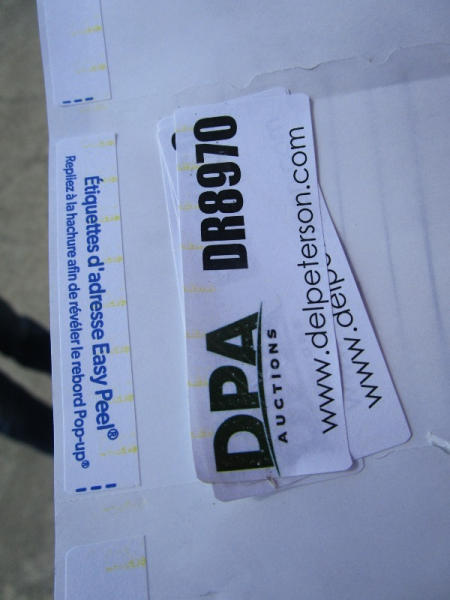 Étiquettes d'adresse Easy Peel®
Repliez à la hachure afin de révéler le rebord Pop-up®
DPA
AUCTIONS
DR8970
www.delpeterson.com
www.delpe